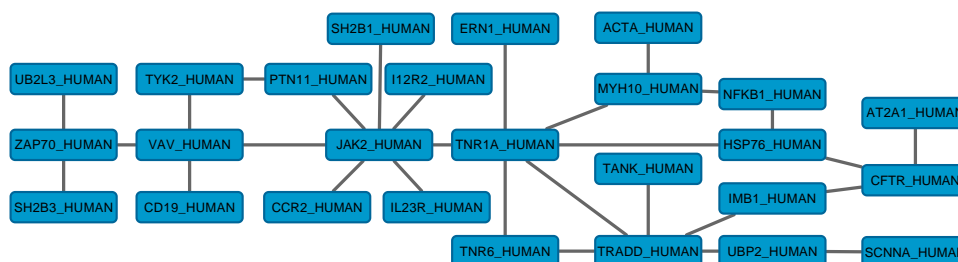 SH2B1_HUMAN
ERN1_HUMAN
ACTA_HUMAN
UB2L3_HUMAN
TYK2_HUMAN
PTN11_HUMAN
I12R2_HUMAN
MYH10_HUMAN
NFKB1_HUMAN
AT2A1_HUMAN
ZAP70_HUMAN
VAV_HUMAN
JAK2_HUMAN
TNR1A_HUMAN
HSP76_HUMAN
TANK_HUMAN
CFTR_HUMAN
SH2B3_HUMAN
CD19_HUMAN
CCR2_HUMAN
IL23R_HUMAN
IMB1_HUMAN
TNR6_HUMAN
TRADD_HUMAN
UBP2_HUMAN
SCNNA_HUMAN